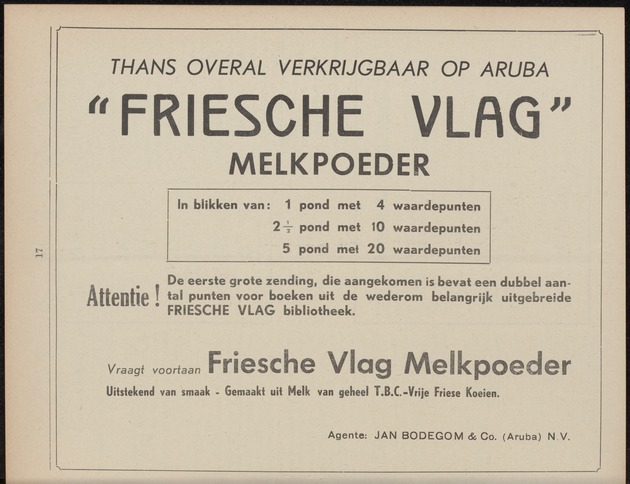 THANS OVERAL VERKRIJGBAAR OP ARUBA
"FRIESCHE VLAG"
MELKPOEDER
In blikken van: 1 pond met 4 waardepunten
2½ pond met 10 waardepunten
5 pond met 20 waardepunten
17
Attentie! De eerste grote zending, die aangekomen is bevat een dubbel aan-
tal punten voor boeken uit de wederom belangrijk uitgebreide
FRIESCHE VLAG bibliotheek.
Vraagt voortaan Friesche Vlag Melkpoeder
Uitstekend van smaak - Gemaakt uit Melk van geheel T.B.C.-Vrije Friese Koeien.
Agente: JAN BODEGOM & Co. (Aruba) N.V.